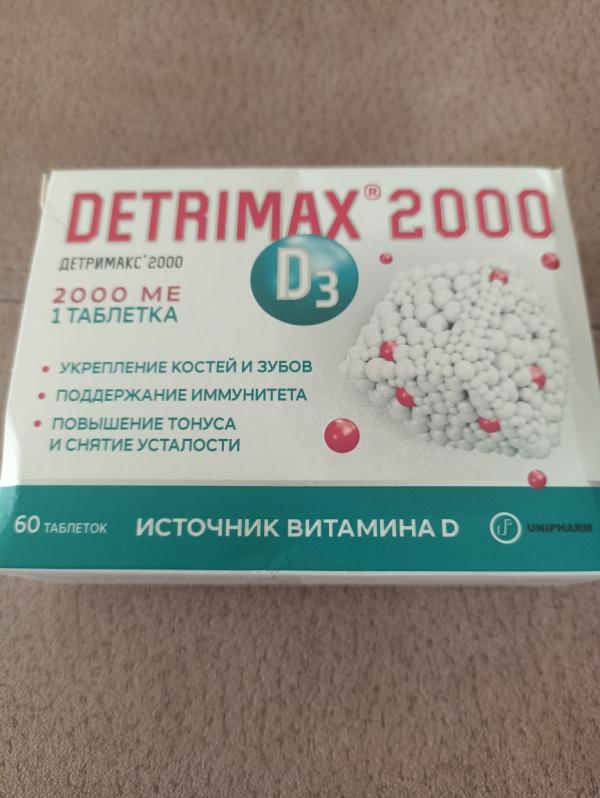 DETRIMAX® 2000
ДЕТРИМАКС® 2000
D3
2000 МЕ
1 ТАБЛЕТКА
• УКРЕПЛЕНИЕ КОСТЕЙ И ЗУБОВ
• ПОДДЕРЖАНИЕ ИММУНИТЕТА
• ПОВЫШЕНИЕ ТОНУСА
И СНЯТИЕ УСТАЛОСТИ
60 ТАБЛЕТОК
ИСТОЧНИК ВИТАМИНА D
UNIPHARM